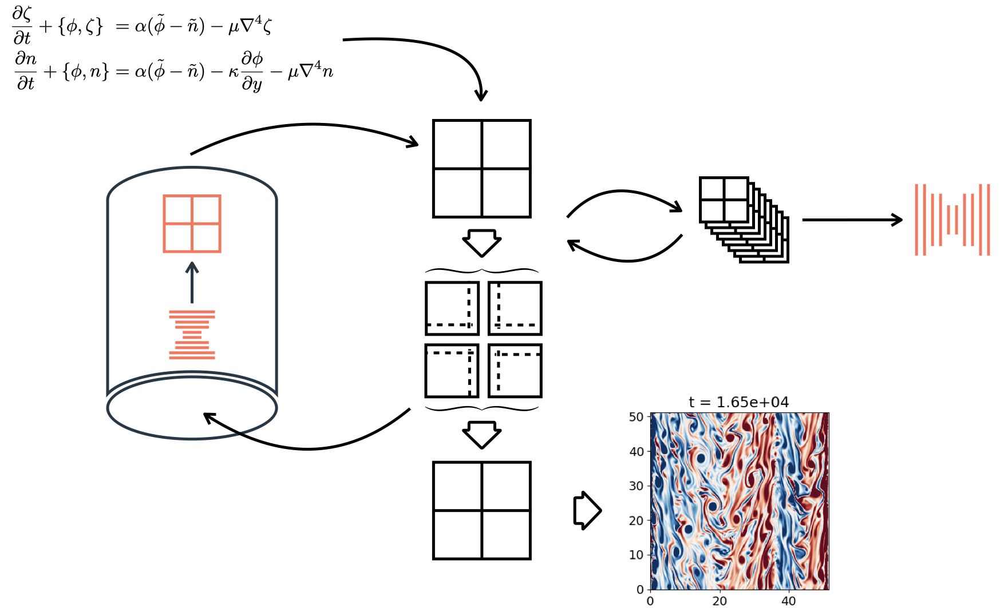 ∂ζ/∂t + {ϕ, ζ} = α(ϕ̃ − ñ) − μ∇⁴ζ
∂n/∂t + {ϕ, n} = α(ϕ̃ − ñ) − κ ∂ϕ/∂y − μ∇⁴n
t = 1.65e+04
50
40
30
20
10
0
0 20 40